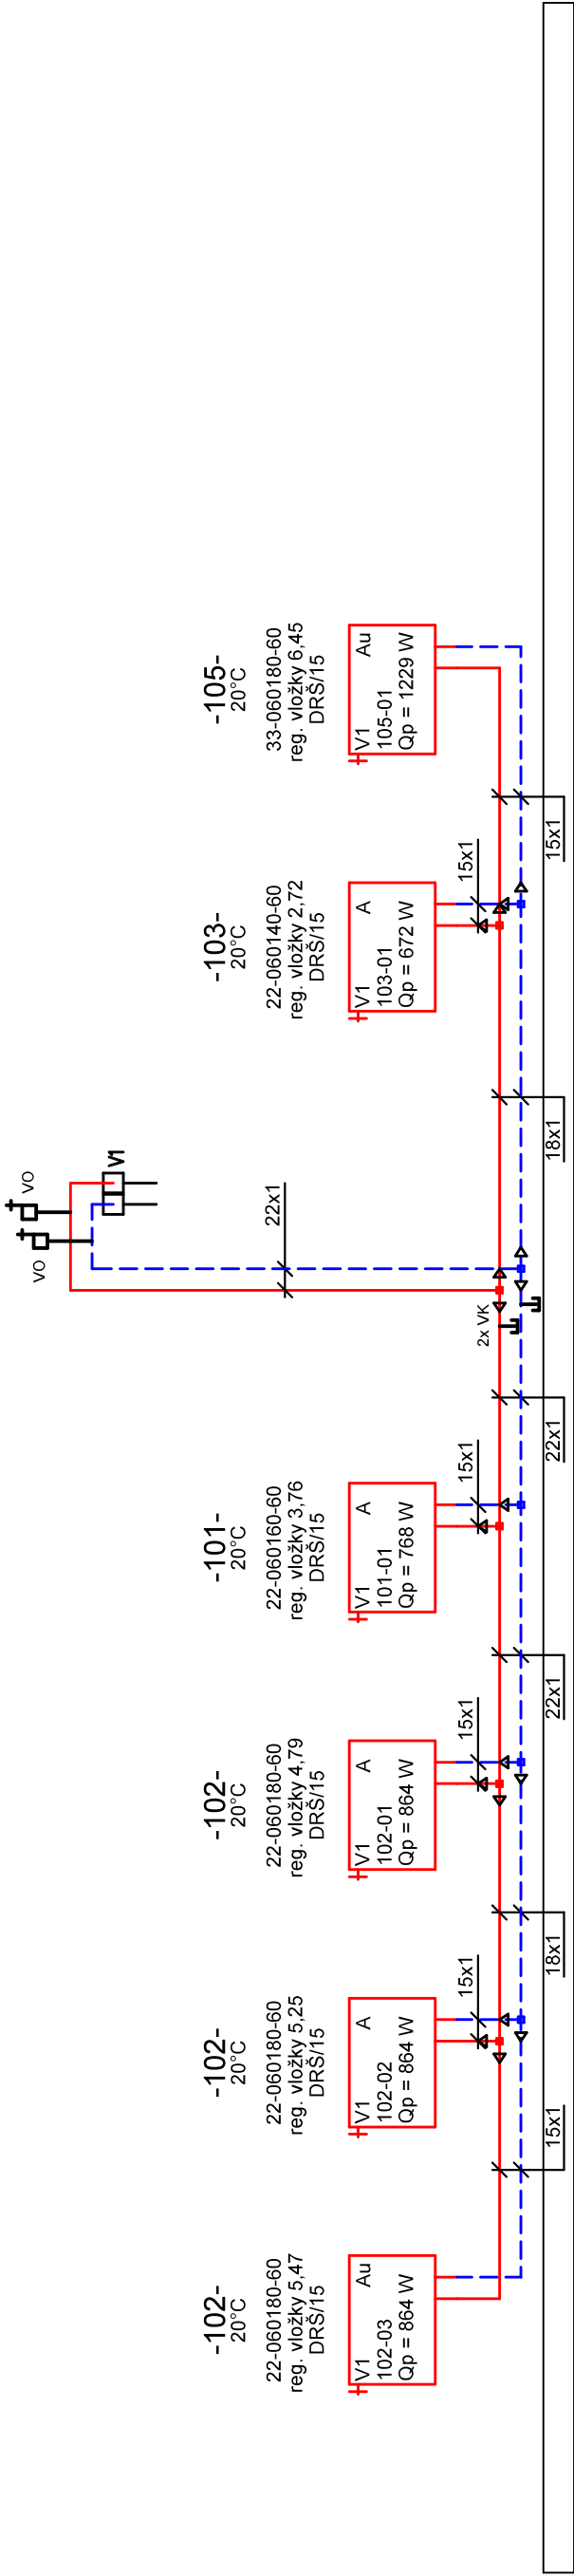 -102-
20°C
22-060180-60
reg. vložky 5,47
DRŠ/15
V1
Au
102-03
Qp = 864 W
15x1
-102-
20°C
22-060180-60
reg. vložky 5,25
DRŠ/15
V1
A
102-02
Qp = 864 W
15x1
18x1
-102-
20°C
22-060180-60
reg. vložky 4,79
DRŠ/15
V1
A
102-01
Qp = 864 W
15x1
22x1
-101-
20°C
22-060160-60
reg. vložky 3,76
DRŠ/15
V1
A
101-01
Qp = 768 W
15x1
22x1
2x VK
VO
VO
V1
22x1
18x1
-103-
20°C
22-060140-60
reg. vložky 2,72
DRŠ/15
V1
A
103-01
Qp = 672 W
15x1
15x1
-105-
20°C
33-060180-60
reg. vložky 6,45
DRŠ/15
V1
Au
105-01
Qp = 1229 W